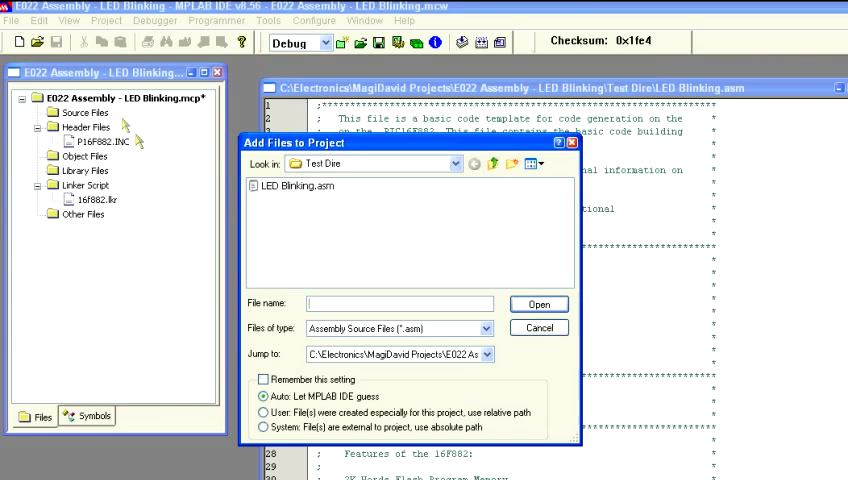 E022 Assembly - LED Blinking - MPLAB IDE v8.56 - E022 Assembly - LED Blinking.mcw
File Edit View Project Debugger Programmer Tools Configure Window Help
Debug Checksum: 0x1fe4
E022 Assembly - LED Blinking...
C:\Electronics\MagiDavid Projects\E022 Assembly - LED Blinking\Test Dire\LED Blinking.asm
E022 Assembly - LED Blinking.mcp*
Source Files
Header Files
P16F882.INC
Object Files
Library Files
Linker Script
16f882.lkr
Other Files
Files Symbols
1 ;**********************************************************************
2 ; This file is a basic code template for code generation on the *
3 on the PIC16F882. This file contains the basic code building *
Add Files to Project
Look in: Test Dire
nal information on *
LED Blinking.asm
tional *
File name: Open
Files of type: Assembly Source Files (*.asm) Cancel
Jump to: C:\Electronics\MagiDavid Projects\E022 As
Remember this setting
Auto: Let MPLAB IDE guess
User: File(s) were created especially for this project, use relative path
System: File(s) are external to project, use absolute path
28 ; Features of the 16F882: *
29 ; *
2K Words Flash Program Memory *